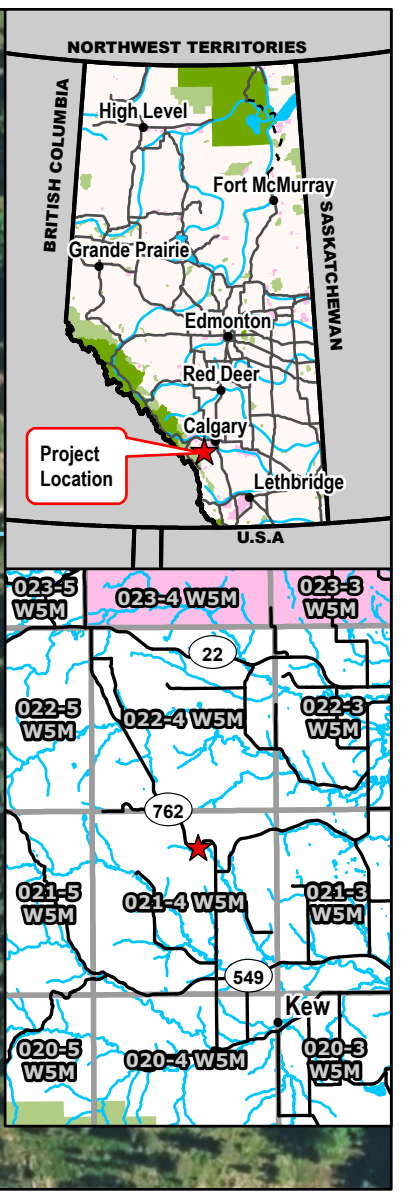 NORTHWEST TERRITORIES
BRITISH COLUMBIA
High Level
Fort McMurray
SASKATCHEWAN
Grande Prairie
Edmonton
Red Deer
Calgary
Project
Location
Lethbridge
U.S.A
023-5
W5M
023-4 W5M
023-3
W5M
22
022-5
W5M
022-4 W5M
022-3
W5M
762
021-5
W5M
021-4 W5M
021-3
W5M
549
Kew
020-5
W5M
020-4 W5M
020-3
W5M